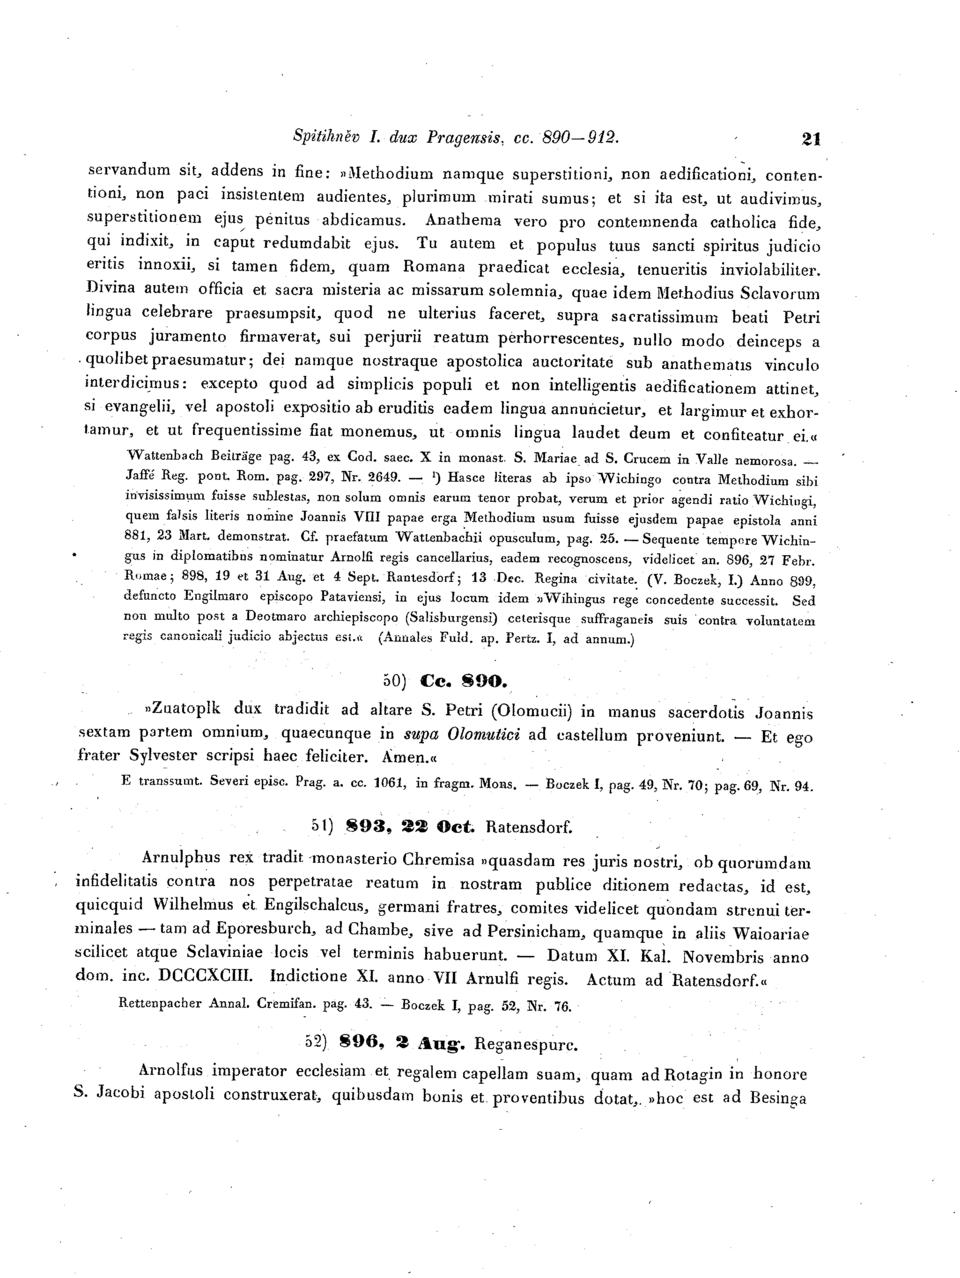 Spitihněv I. dux Pragensis, cc. 890—912. 21
servandum sit, addens in fine: »Methodium namque superstitioni, non aedificationi, conten-
tioni, non paci insistentem audientes, plurimum mirati sumus; et si ita est, ut audivimus,
superstitionem ejus penitus abdicamus. Anathema vero pro contemnenda catholica fide,
qui indixit, in caput redumdabit ejus. Tu autem et populus tuus sancti spiritus judicio
eritis innoxii, si tamen fidem, quam Romana praedicat ecclesia, tenueritis inviolabiliter.
Divina autem officia et sacra misteria ac missarum solemnia, quae idem Methodius Sclavorum
lingua celebrare praesumpsit, quod ne ulterius faceret, supra sacratissimum beati Petri
corpus juramento firmaverat, sui perjurii reatum perhorrescentes, nullo modo deinceps a
quolibet praesumatur; dei namque nostraque apostolica auctoritate sub anathematis vinculo
interdicimus: excepto quod ad simplicis populi et non intelligentis aedificationem attinet,
si evangelii, vel apostoli expositio ab eruditis eadem lingua annuncietur, et largimur et exhor-
tamur, et ut frequentissime fiat monemus, ut omnis lingua laudet deum et confiteatur ei.«
Wattenbach Beiträge pag. 43, ex Cod. saec. X in monast. S. Mariae ad S. Crucem in Valle nemorosa. —
Jaffé Reg. pont. Rom. pag. 297, Nr. 2649. — ¹) Hasce literas ab ipso Wichingo contra Methodium sibi
invisissimum fuisse sublestas, non solum omnis earum tenor probat, verum et prior agendi ratio Wichingi,
quem falsis literis nomine Joannis VIII papae erga Methodium usum fuisse ejusdem papae epistola anni
881, 23 Mart. demonstrat. Cf. praefatum Wattenbachii opusculum, pag. 25. — Sequente tempore Wichin-
gus in diplomatibus nominatur Arnolfi regis cancellarius, eadem recognoscens, videlicet an. 896, 27 Febr.
Romae; 898, 19 et 31 Aug. et 4 Sept. Rantesdorf; 13 Dec. Regina civitate. (V. Boczek, I.) Anno 899,
defuncto Engilmaro episcopo Pataviensi, in ejus locum idem »Wihingus rege concedente successit. Sed
non multo post a Deotmaro archiepiscopo (Salisburgensi) ceterisque suffraganeis suis contra voluntatem
regis canonicali judicio abjectus est.« (Annales Fuld. ap. Pertz. I, ad annum.)
50) Cc. 890.
»Zuatoplk dux tradidit ad altare S. Petri (Olomucii) in manus sacerdotis Joannis
sextam partem omnium, quaecunque in supa Olomutici ad castellum proveniunt. — Et ego
frater Sylvester scripsi haec feliciter. Amen.«
E transsumt. Severi episc. Prag. a. cc. 1061, in fragm. Mons. — Boczek I, pag. 49, Nr. 70; pag. 69, Nr. 94.
51) 893, 22 Oct. Ratensdorf.
Arnulphus rex tradit monasterio Chremisa »quasdam res juris nostri, ob quorumdam
infidelitatis contra nos perpetratae reatum in nostram publice ditionem redactas, id est,
quicquid Wilhelmus et Engilschalcus, germani fratres, comites videlicet quondam strenui ter-
minales — tam ad Eporesburch, ad Chambe, sive ad Persinicham, quamque in aliis Waioariae
scilicet atque Sclaviniae locis vel terminis habuerunt. — Datum XI. Kal. Novembris anno
dom. inc. DCCCXCIII. Indictione XI. anno VII Arnulfi regis. Actum ad Ratensdorf.«
Rettenpacher Annal. Cremifan. pag. 43. — Boczek I, pag. 52, Nr. 76.
52) 896, 2 Aug. Reganespurc.
Arnolfus imperator ecclesiam et regalem capellam suam, quam ad Rotagin in honore
S. Jacobi apostoli construxerat, quibusdam bonis et proventibus dotat, »hoc est ad Besinga